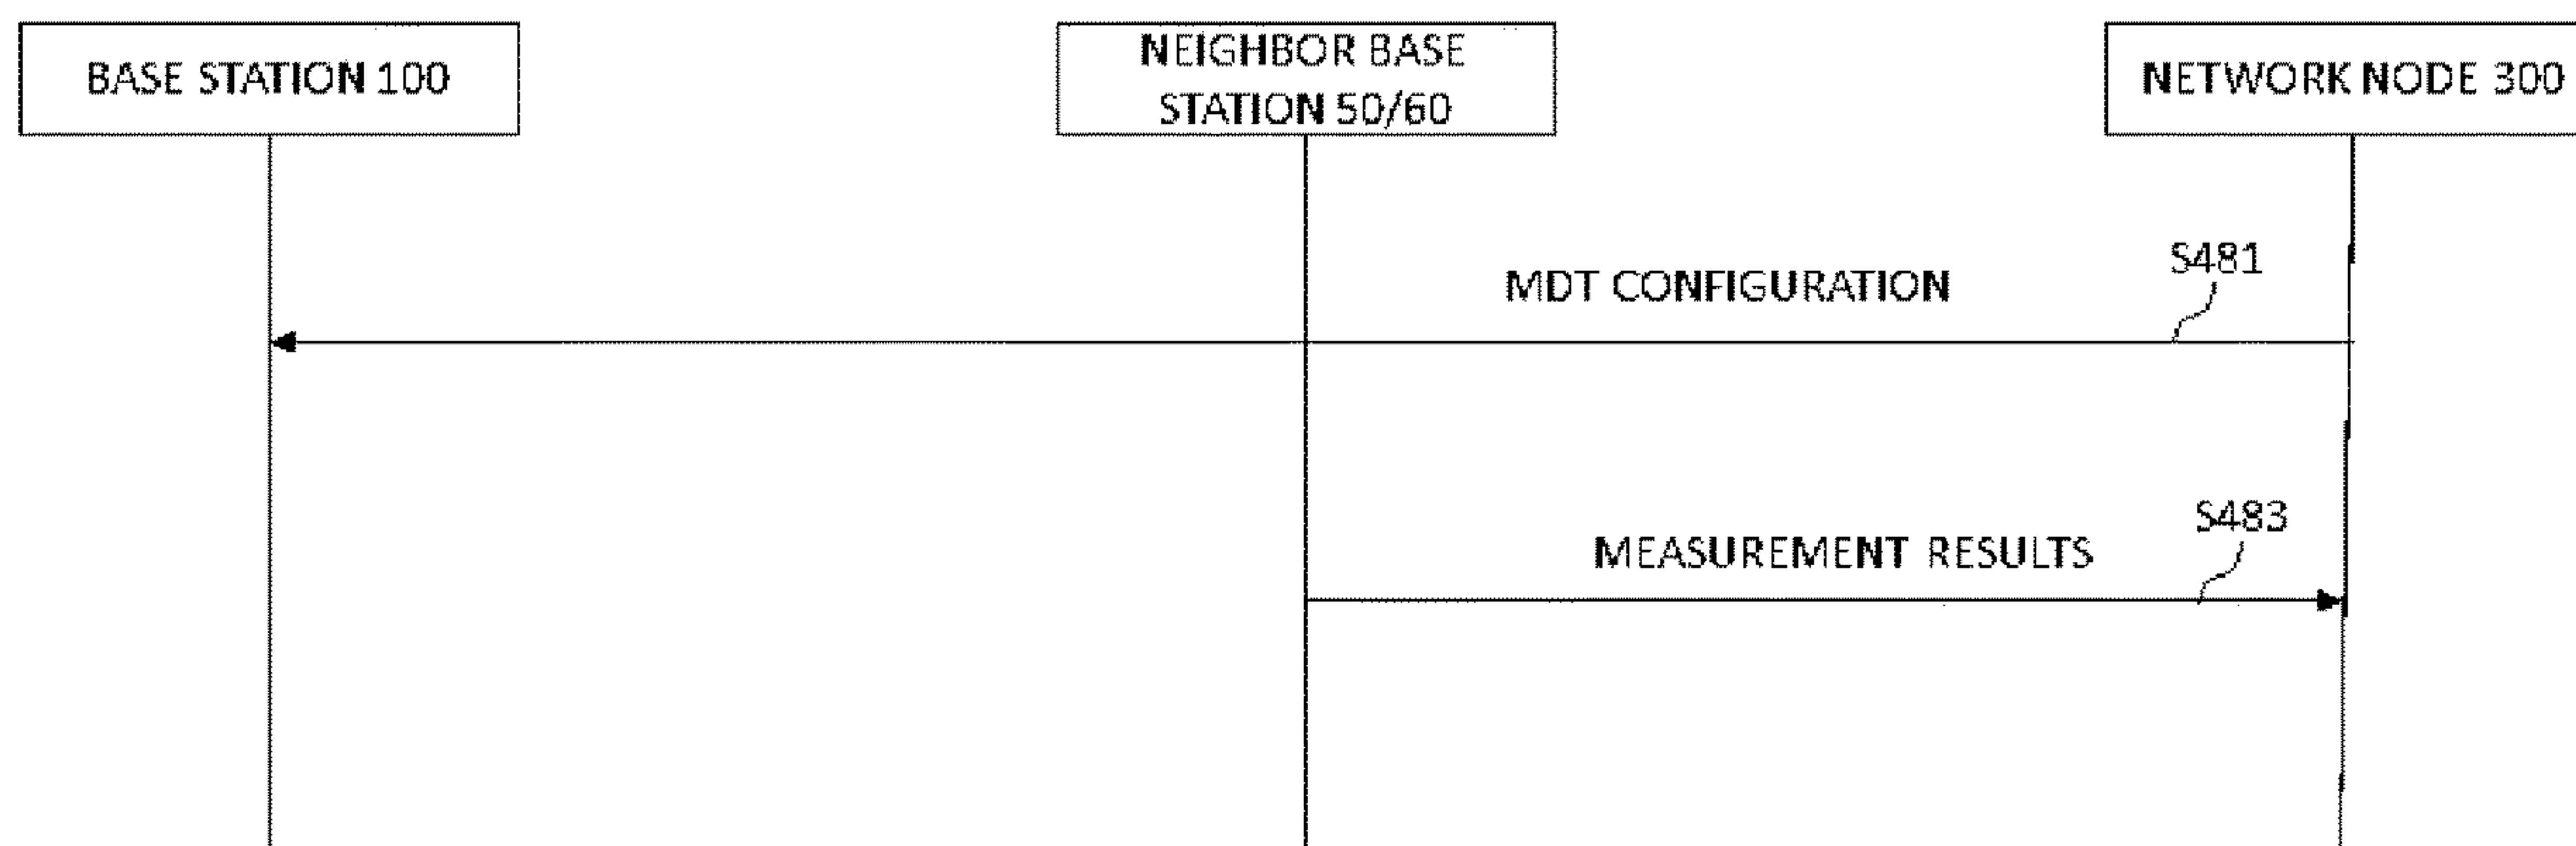 BASE STATION 100
NEIGHBOR BASE
STATION 50/60
NETWORK NODE 300
S481
MDT CONFIGURATION
S483
MEASUREMENT RESULTS